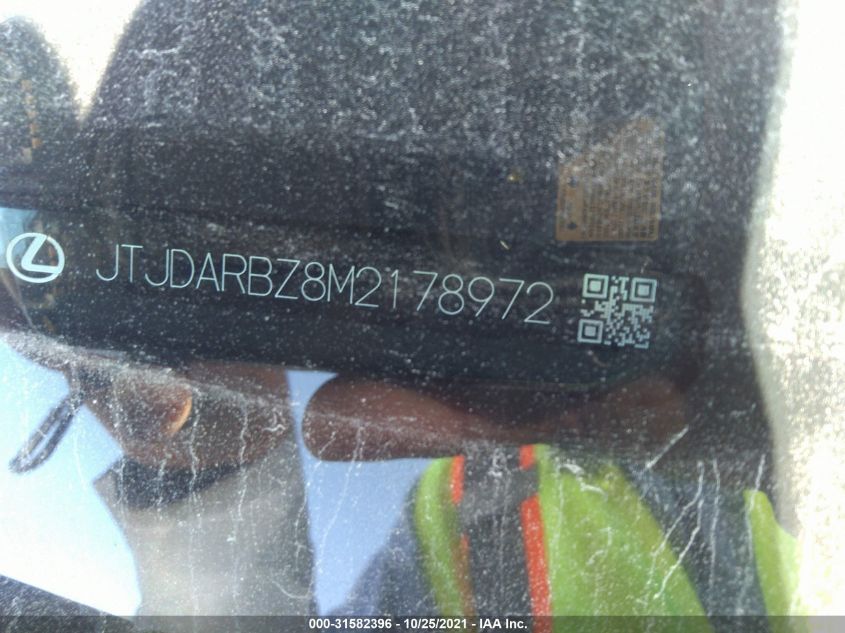 JTJDARBZ8M2178972
000-31582396 - 10/25/2021 - IAA Inc.